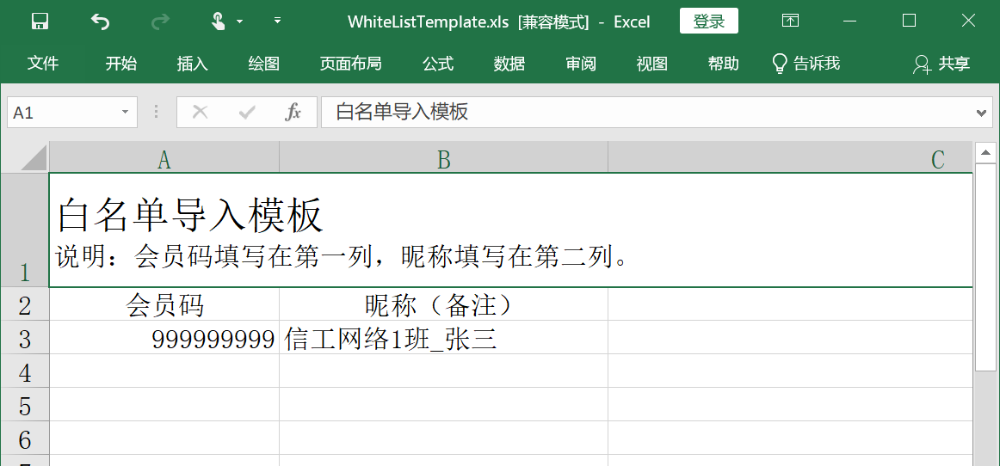 WhiteListTemplate.xls [兼容模式] - Excel 登录
文件 开始 插入 绘图 页面布局 公式 数据 审阅 视图 帮助 告诉我 共享
A1 fx 白名单导入模板
A B C
白名单导入模板
1 说明：会员码填写在第一列，昵称填写在第二列。
2 会员码 昵称（备注）
3 999999999 信工网络1班_张三
4
5
6